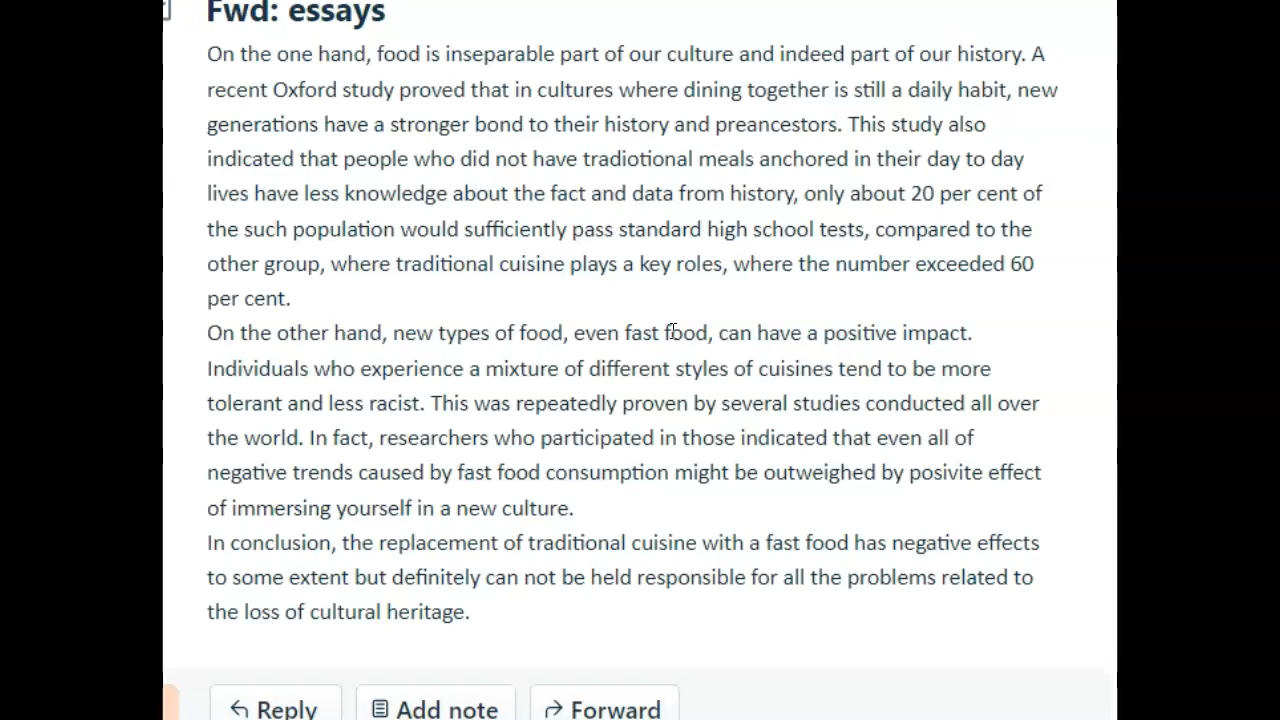 Fwd: essays
On the one hand, food is inseparable part of our culture and indeed part of our history. A
recent Oxford study proved that in cultures where dining together is still a daily habit, new
generations have a stronger bond to their history and preancestors. This study also
indicated that people who did not have tradiotional meals anchored in their day to day
lives have less knowledge about the fact and data from history, only about 20 per cent of
the such population would sufficiently pass standard high school tests, compared to the
other group, where traditional cuisine plays a key roles, where the number exceeded 60
per cent.
On the other hand, new types of food, even fast food, can have a positive impact.
Individuals who experience a mixture of different styles of cuisines tend to be more
tolerant and less racist. This was repeatedly proven by several studies conducted all over
the world. In fact, researchers who participated in those indicated that even all of
negative trends caused by fast food consumption might be outweighed by posivite effect
of immersing yourself in a new culture.
In conclusion, the replacement of traditional cuisine with a fast food has negative effects
to some extent but definitely can not be held responsible for all the problems related to
the loss of cultural heritage.
Reply Add note Forward